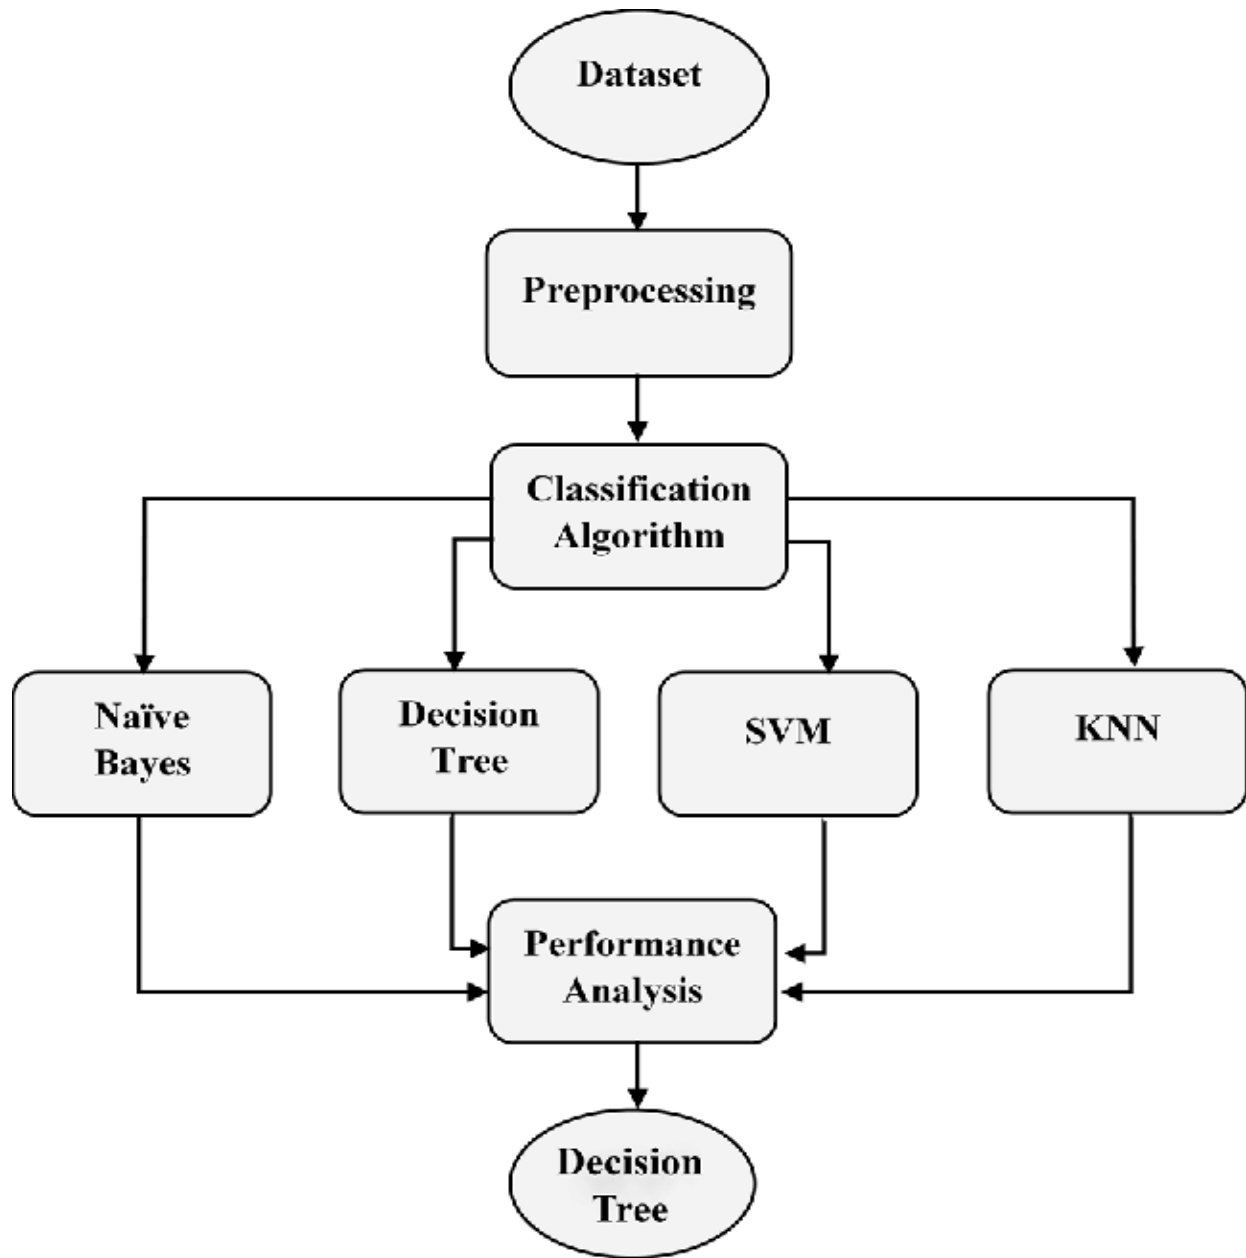 Dataset
Preprocessing
Classification
Algorithm
Naïve
Bayes
Decision
Tree
SVM
KNN
Performance
Analysis
Decision
Tree